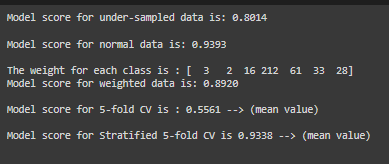 Model score for under-sampled data is: 0.8014
Model score for normal data is: 0.9393
The weight for each class is : [  3   2  16 212  61  33  28]
Model score for weighted data is: 0.8920
Model score for 5-fold CV is : 0.5561 --> (mean value)
Model score for Stratified 5-fold CV is 0.9338 --> (mean value)